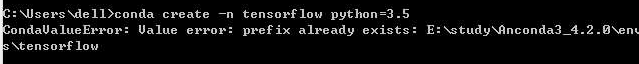 C:\Users\dell>conda create -n tensorflow python=3.5
CondaValueError: Value error: prefix already exists: E:\study\Anconda3_4.2.0\env
s\tensorflow